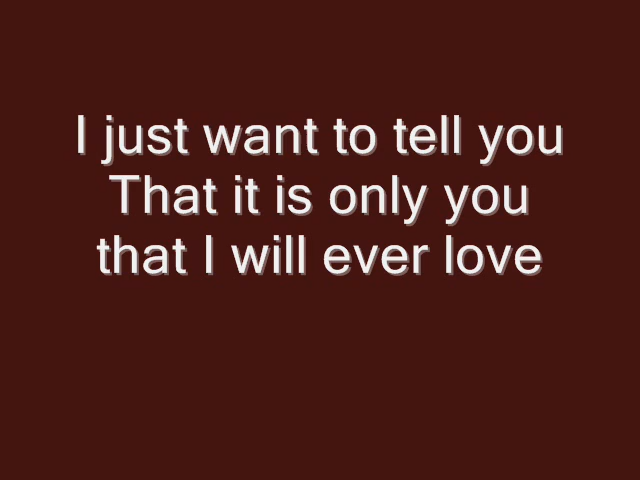 I just want to tell you
That it is only you
that I will ever love